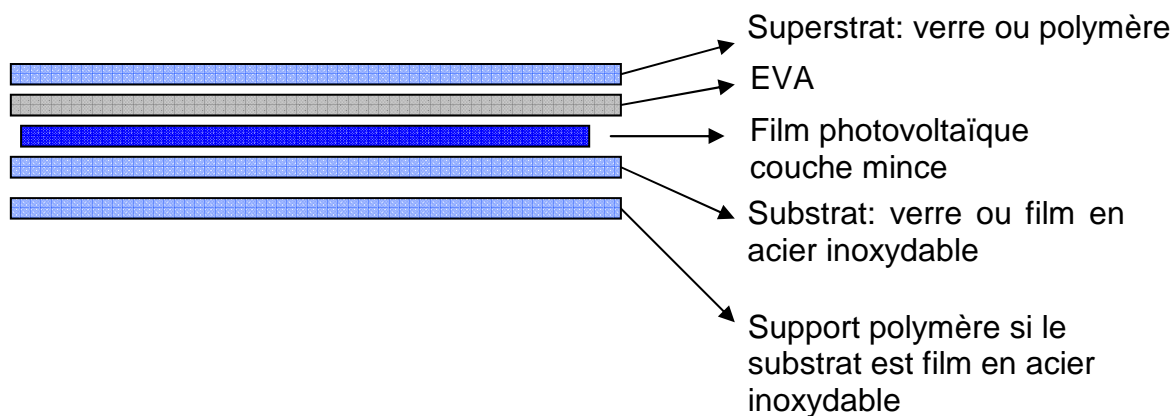 Superstrat: verre ou polymère
EVA
Film photovoltaïque
couche mince
Substrat: verre ou film en
acier inoxydable
Support polymère si le
substrat est film en acier
inoxydable